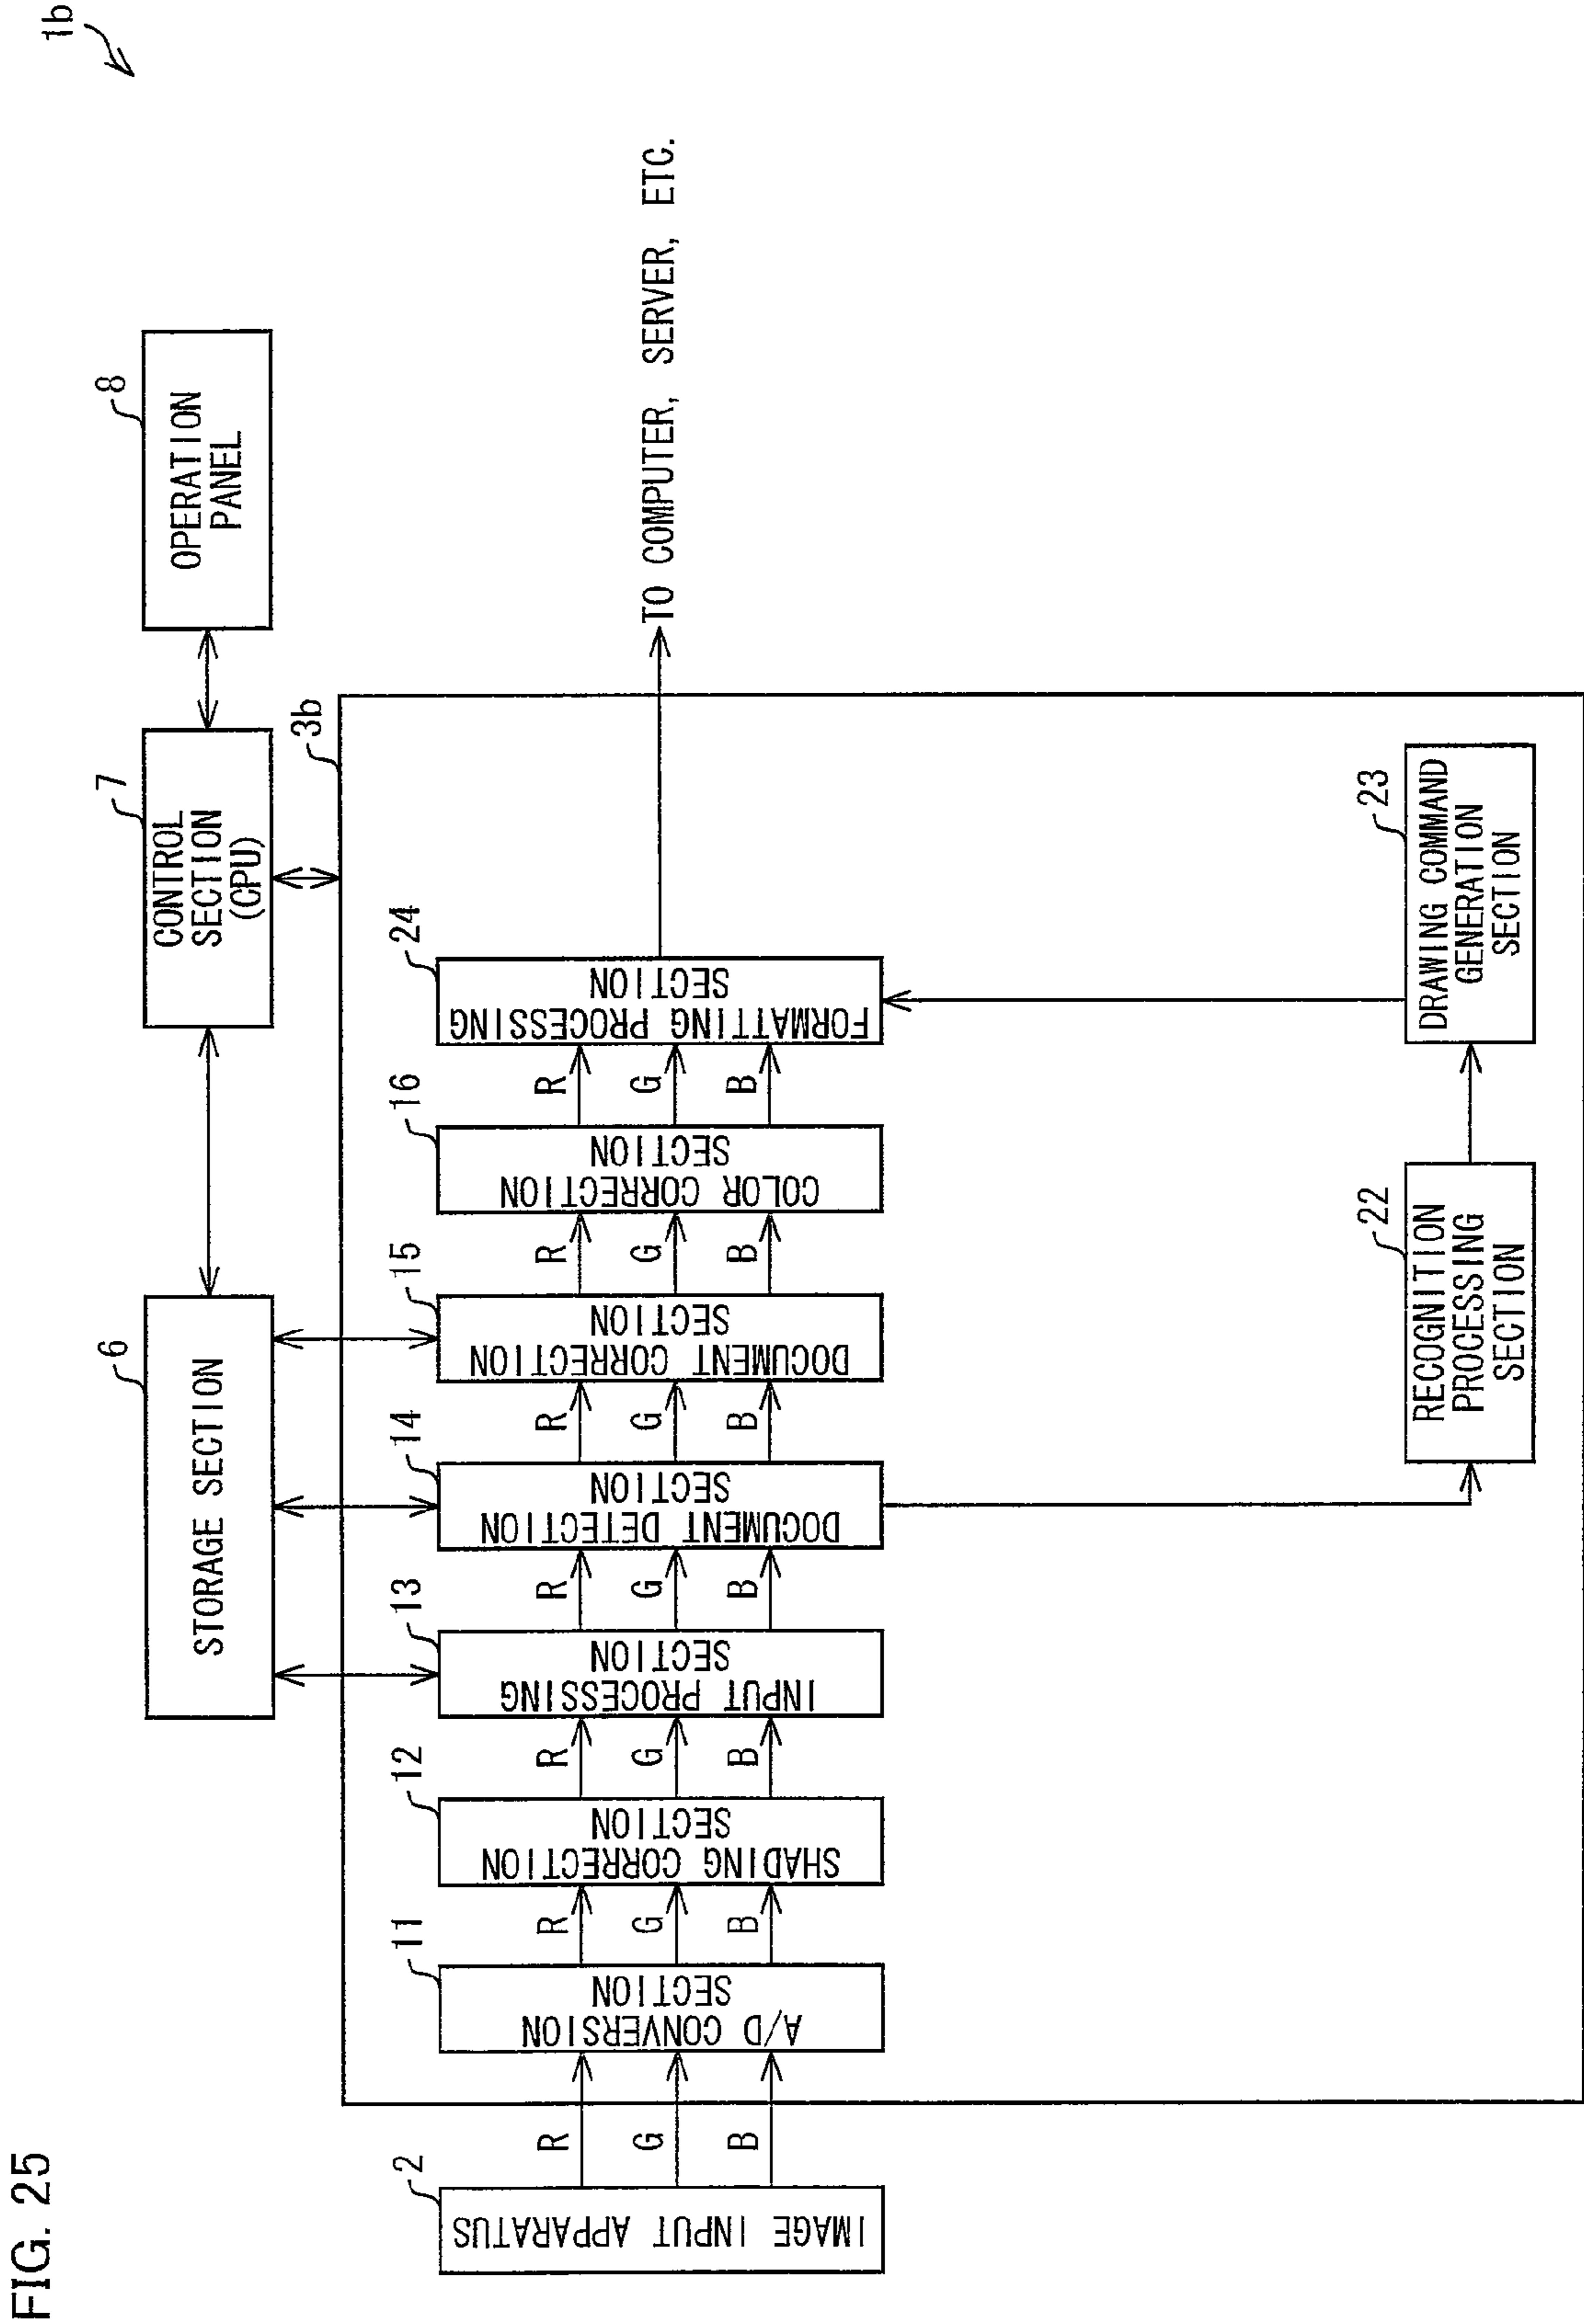 FIG. 25
1b
6
STORAGE SECTION
7
CONTROL
SECTION
(CPU)
8
OPERATION
PANEL
3b
2
IMAGE INPUT APPARATUS
R
G
B
11
A/D CONVERSION
SECTION
R
G
B
12
SHADING CORRECTION
SECTION
R
G
B
13
INPUT PROCESSING
SECTION
R
G
B
14
DOCUMENT DETECTION
SECTION
R
G
B
15
DOCUMENT CORRECTION
SECTION
R
G
B
16
COLOR CORRECTION
SECTION
R
G
B
24
FORMATTING PROCESSING
SECTION
TO COMPUTER, SERVER, ETC.
22
RECOGNITION
PROCESSING
SECTION
23
DRAWING COMMAND
GENERATION
SECTION